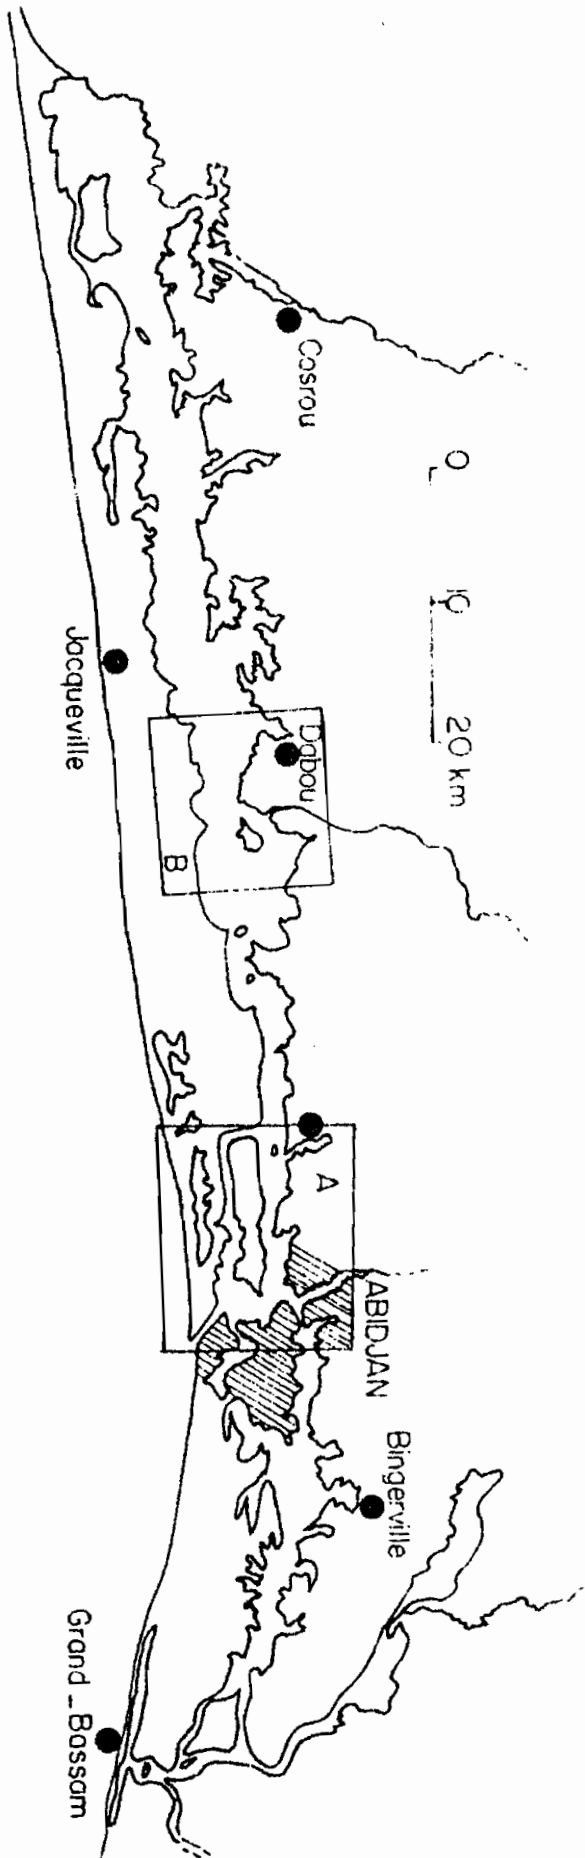 Cosrou
0 10 20 km
Jacqueville
Dabou
B
A
ABIDJAN
Bingerville
Grand_Bassam